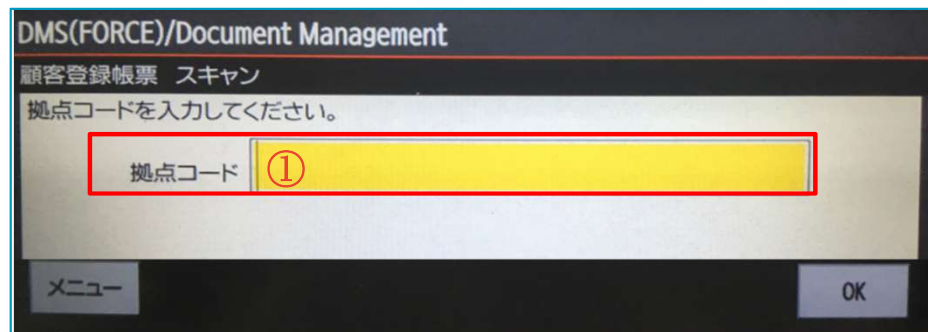 DMS(FORCE)/Document Management
顧客登録帳票 スキャン
拠点コードを入力してください。
拠点コード ①
メニュー OK